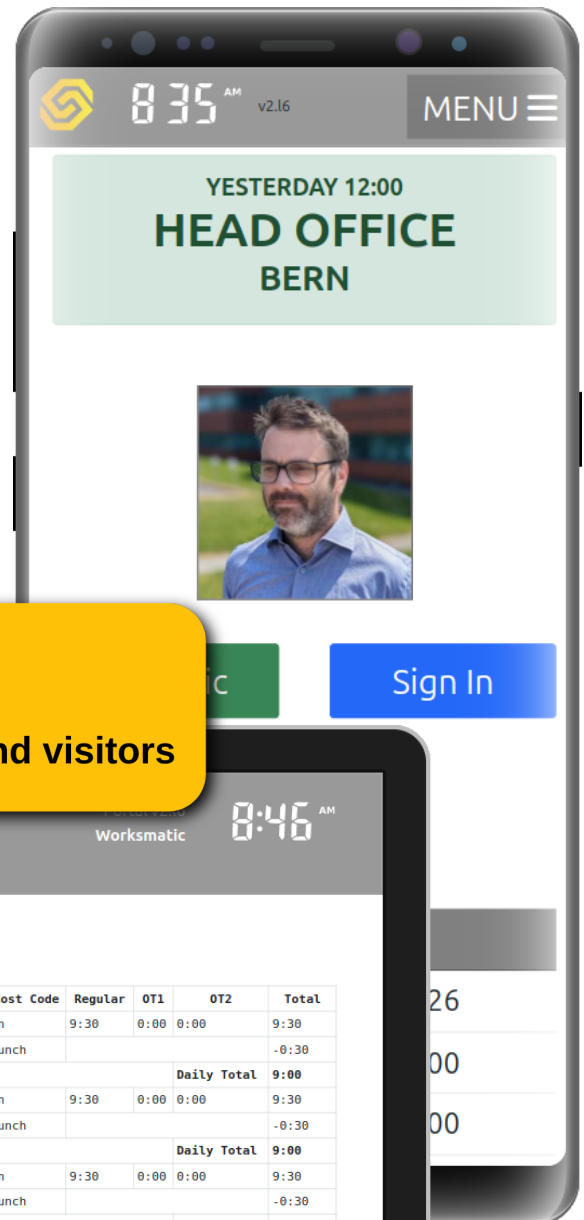 8 35 AM v2.16 MENU
YESTERDAY 12:00
HEAD OFFICE
BERN
ic Sign In
nd visitors
Worksmatic 8:46 AM
ost Code Regular OT1 OT2 Total
n 9:30 0:00 0:00 9:30
unch -0:30
Daily Total 9:00
n 9:30 0:00 0:00 9:30
unch -0:30
Daily Total 9:00
n 9:30 0:00 0:00 9:30
unch -0:30
26
00
00